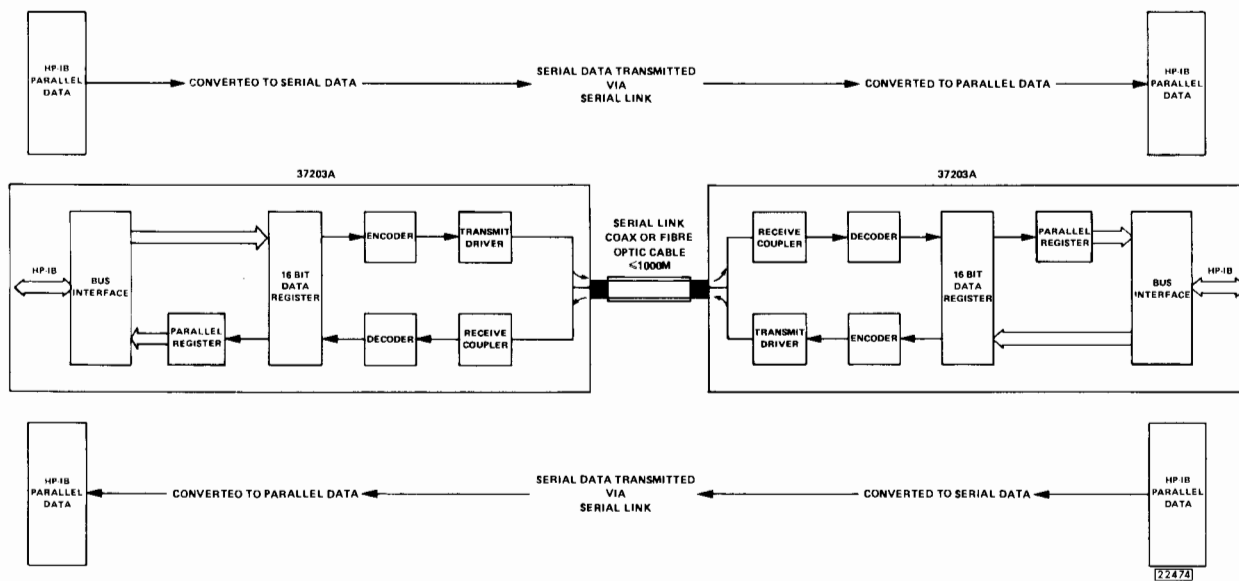 HP-IB
PARALLEL
DATA
CONVERTED TO SERIAL DATA
SERIAL DATA TRANSMITTED
VIA
SERIAL LINK
CONVERTED TO PARALLEL DATA
HP-IB
PARALLEL
DATA
37203A
HP-IB
BUS
INTERFACE
16 BIT
DATA
REGISTER
ENCODER
TRANSMIT
DRIVER
PARALLEL
REGISTER
DECODER
RECEIVE
COUPLER
SERIAL LINK
COAX OR FIBRE
OPTIC CABLE
≤1000M
37203A
RECEIVE
COUPLER
DECODER
16 BIT
DATA
REGISTER
PARALLEL
REGISTER
BUS
INTERFACE
HP-IB
TRANSMIT
DRIVER
ENCODER
HP-IB
PARALLEL
DATA
CONVERTED TO PARALLEL DATA
SERIAL DATA TRANSMITTED
VIA
SERIAL LINK
CONVERTED TO SERIAL DATA
HP-IB
PARALLEL
DATA
22474